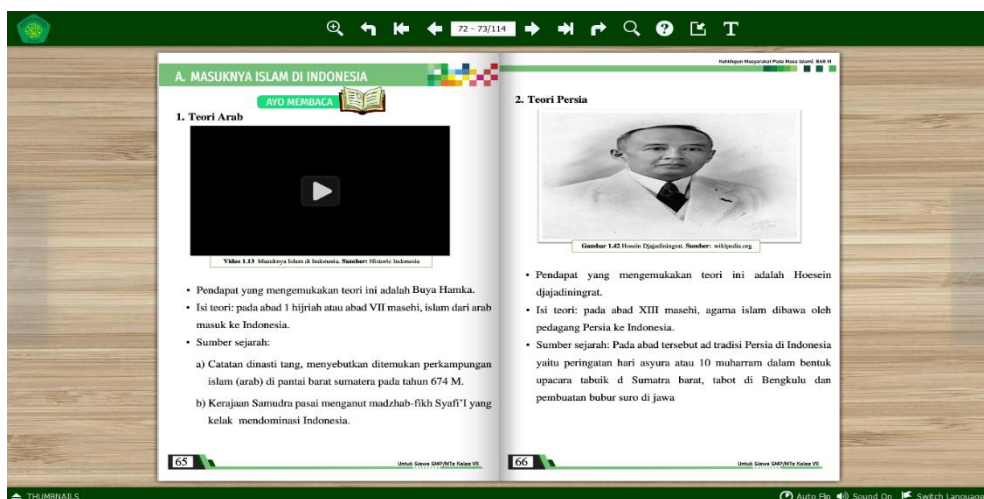 72 - 73/114
T
A. MASUKNYA ISLAM DI INDONESIA
AYO MEMBACA
1. Teori Arab
Video 1.13 Masuknya Islam di Indonesia. Sumber: Historic Indonesia
• Pendapat yang mengemukakan teori ini adalah Buya Hamka.
• Isi teori: pada abad 1 hijriah atau abad VII masehi, islam dari arab
masuk ke Indonesia.
• Sumber sejarah:
a) Catatan dinasti tang, menyebutkan ditemukan perkampungan
islam (arab) di pantai barat sumatera pada tahun 674 M.
b) Kerajaan Samudra pasai menganut madzhab-fikh Syafi'I yang
kelak mendominasi Indonesia.
65
Untuk Siswa SMP/MTe Kelas VII
Kehidupan Masyarakat Pada Masa Islam| BAB III
2. Teori Persia
Gambar 1.42 Hosein Djajadiningrat. Sumber: wikipedia.org
• Pendapat yang mengemukakan teori ini adalah Hoesein
djajadiningrat.
• Isi teori: pada abad XIII masehi, agama islam dibawa oleh
pedagang Persia ke Indonesia.
• Sumber sejarah: Pada abad tersebut ad tradisi Persia di Indonesia
yaitu peringatan hari asyura atau 10 muharram dalam bentuk
upacara tabuik d Sumatra barat, tabot di Bengkulu dan
pembuatan bubur suro di jawa
66
Untuk Siswa SMP/MTe Kelas VII
THUMBNAILS
Auto Flip Sound On Switch Language